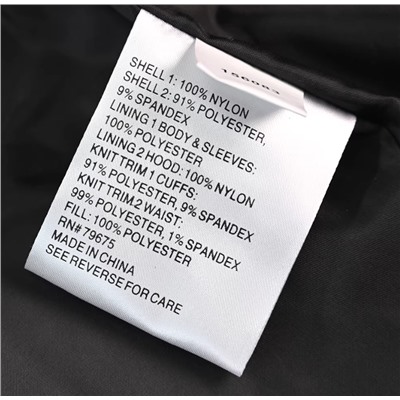 156083
SHELL 1: 100% NYLON
SHELL 2: 91% POLYESTER,
9% SPANDEX
LINING 1 BODY & SLEEVES:
100% POLYESTER
LINING 2 HOOD: 100% NYLON
KNIT TRIM 1 CUFFS:
91% POLYESTER, 9% SPANDEX
KNIT TRIM 2 WAIST:
99% POLYESTER, 1% SPANDEX
FILL: 100% POLYESTER
RN# 79675
MADE IN CHINA
SEE REVERSE FOR CARE